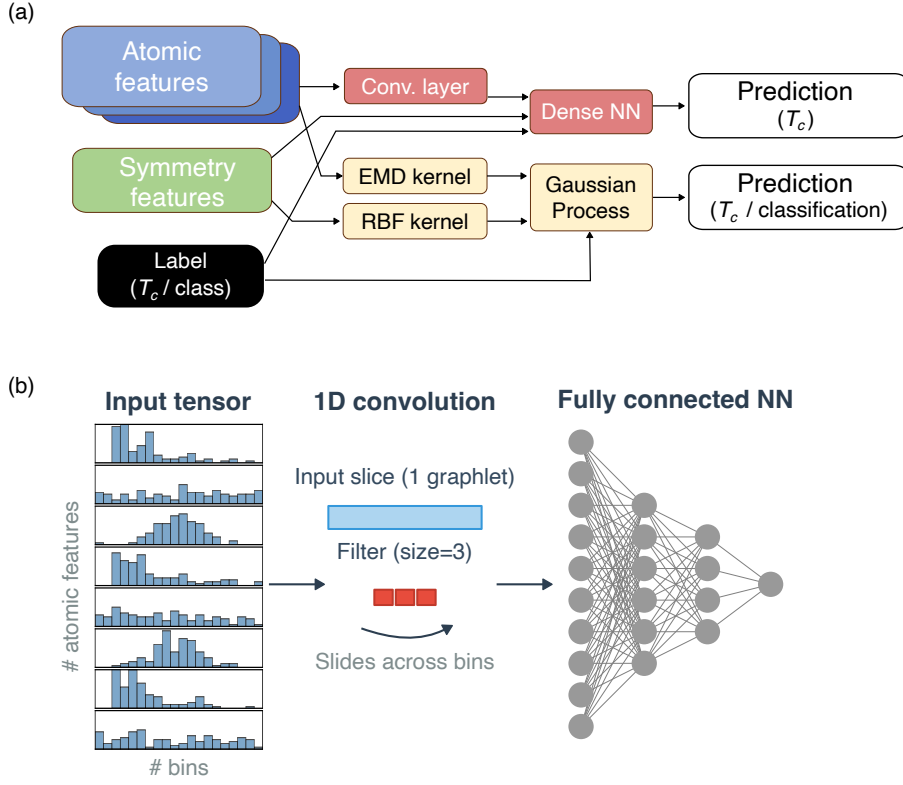 (a)
Atomic
features
Conv. layer
Dense NN
Prediction
(Tc)
Symmetry
features
EMD kernel
RBF kernel
Gaussian
Process
Prediction
(Tc / classification)
Label
(Tc / class)
(b)
Input tensor
1D convolution
Fully connected NN
# atomic features
Input slice (1 graphlet)
Filter (size=3)
Slides across bins
# bins